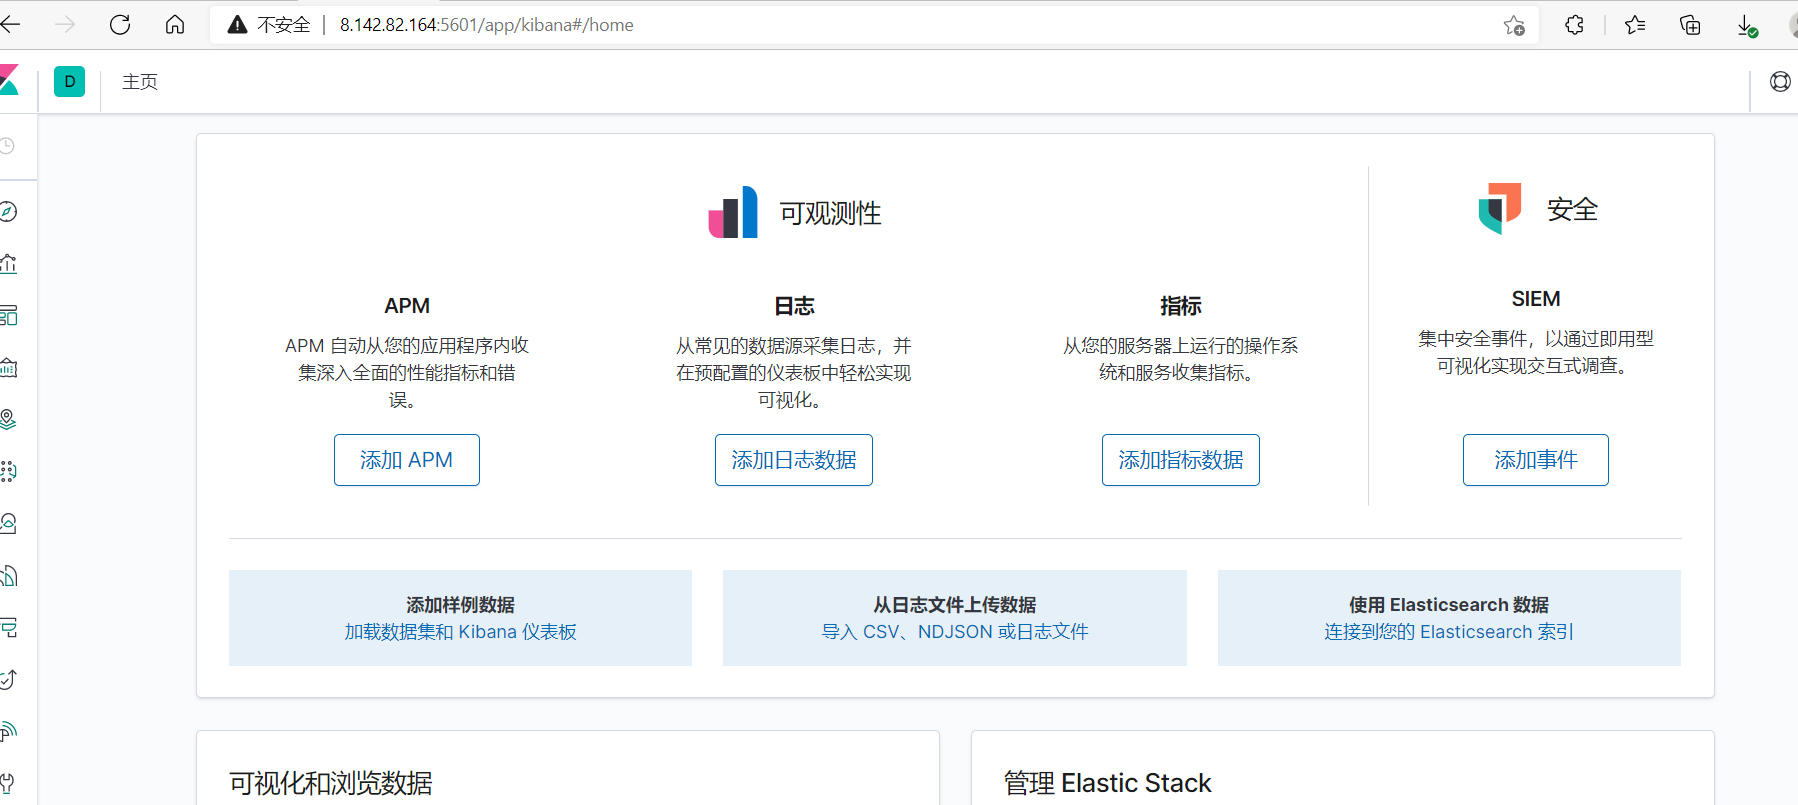 不安全 8.142.82.164:5601/app/kibana#/home
D 主页
可观测性
安全
APM
APM 自动从您的应用程序内收
集深入全面的性能指标和错
误。
添加 APM
日志
从常见的数据源采集日志，并
在预配置的仪表板中轻松实现
可视化。
添加日志数据
指标
从您的服务器上运行的操作系
统和服务收集指标。
添加指标数据
SIEM
集中安全事件，以通过即用型
可视化实现交互式调查。
添加事件
添加样例数据
加载数据集和 Kibana 仪表板
从日志文件上传数据
导入 CSV、NDJSON 或日志文件
使用 Elasticsearch 数据
连接到您的 Elasticsearch 索引
可视化和浏览数据
管理 Elastic Stack